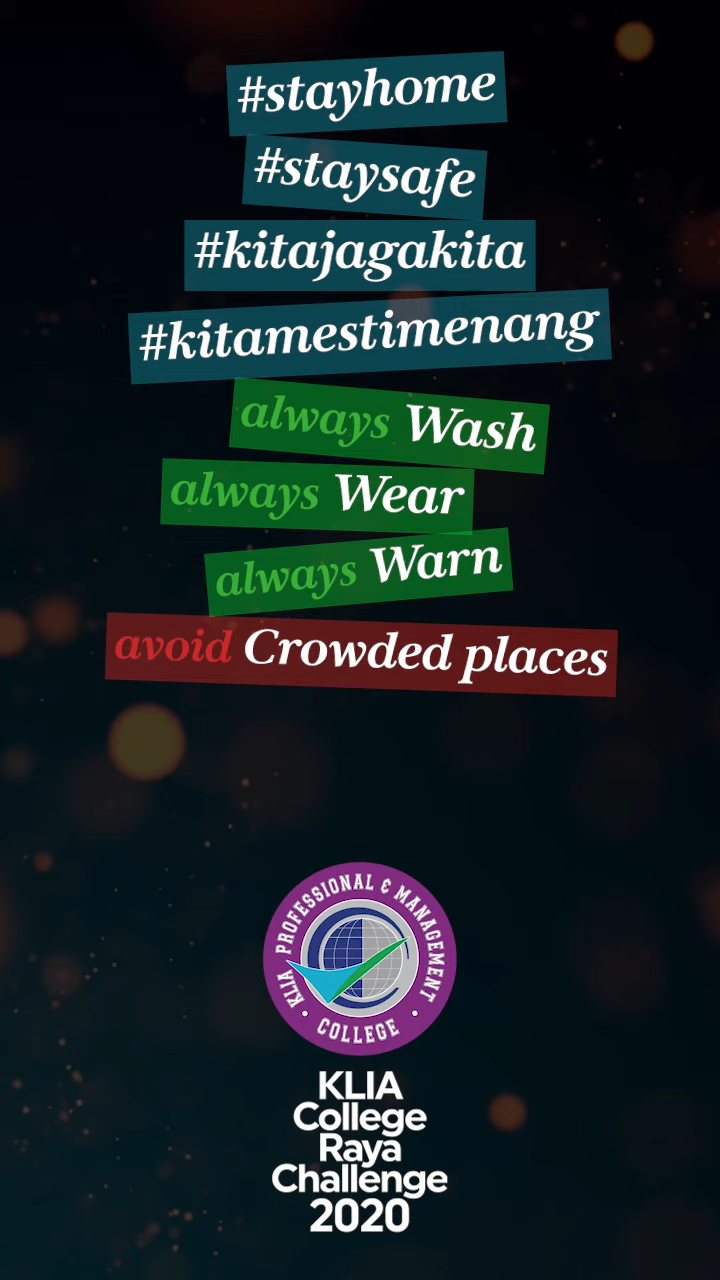 #stayhome
#staysafe
#kitajagakita
#kitamestimenang
always Wash
always Wear
always Warn
avoid Crowded places
KLIA PROFESSIONAL & MANAGEMENT
COLLEGE
KLIA
College
Raya
Challenge
2020